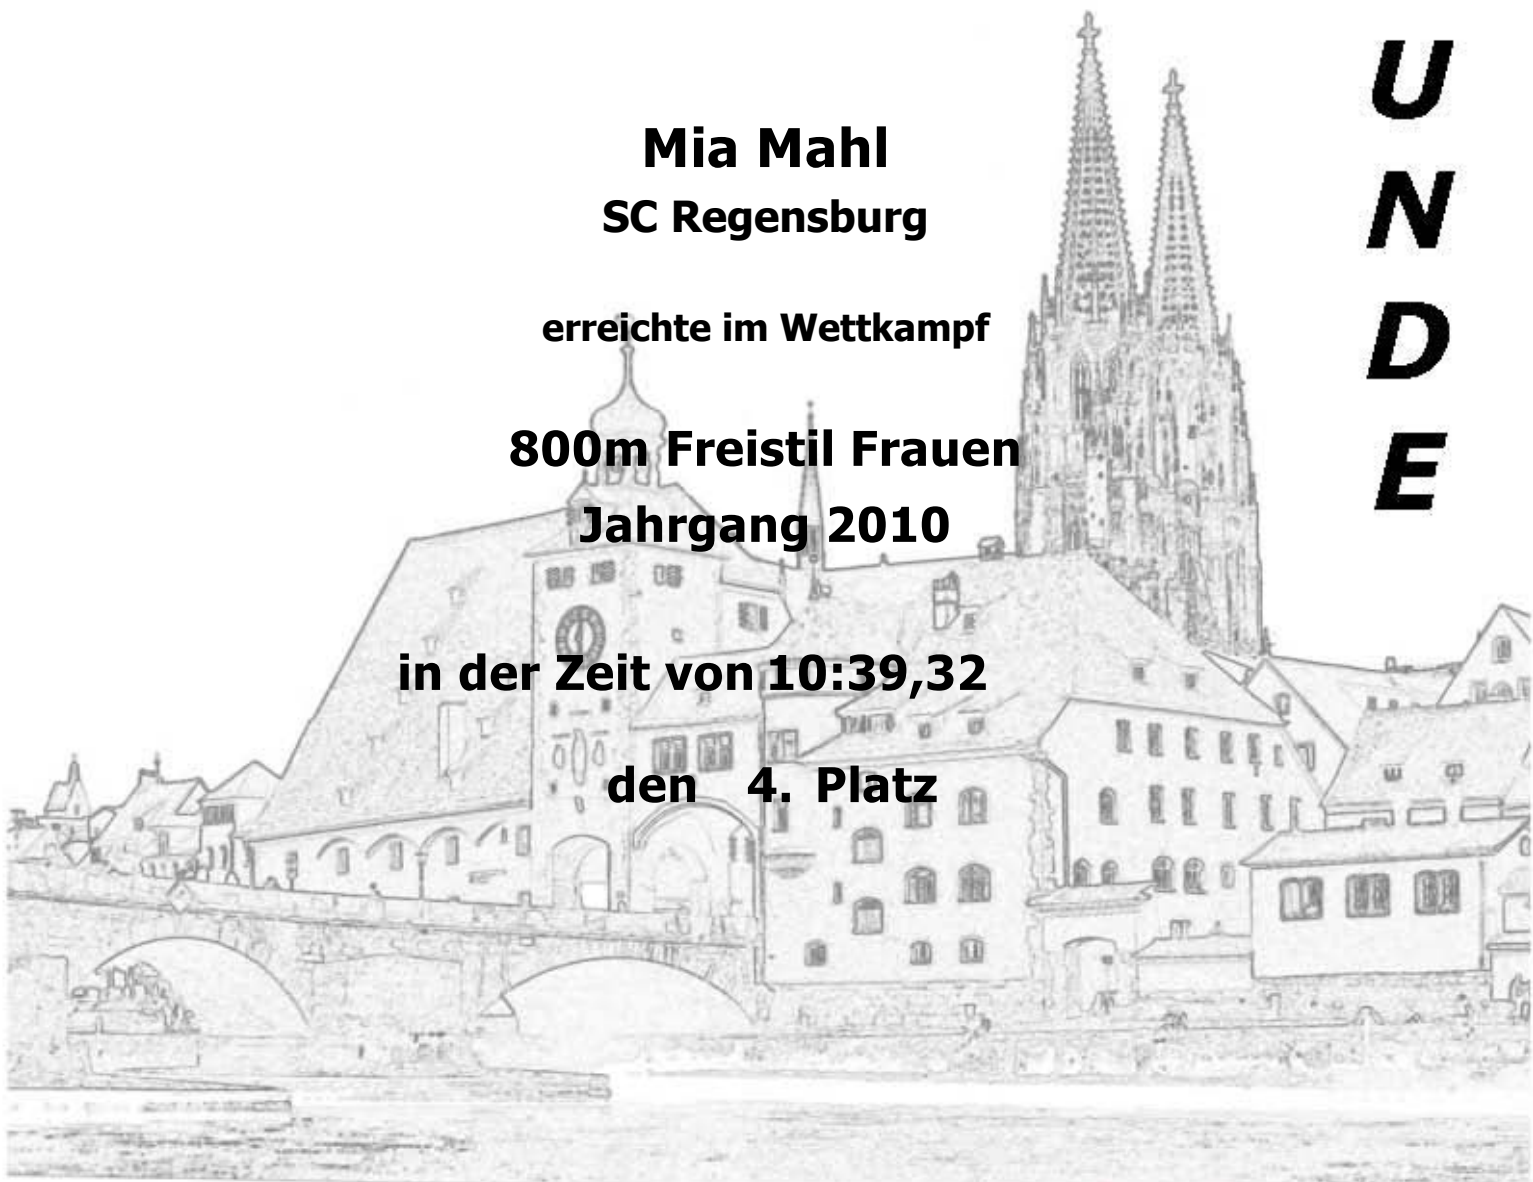 Mia Mahl
SC Regensburg
erreichte im Wettkampf
800m Freistil Frauen
Jahrgang 2010
in der Zeit von 10:39,32
den 4. Platz
U
N
D
E